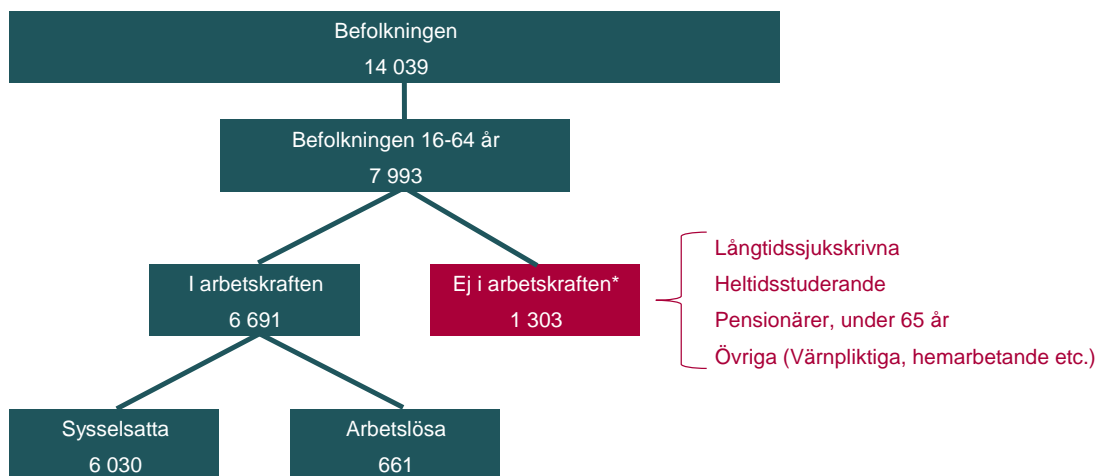 Befolkningen
14 039
Befolkningen 16-64 år
7 993
I arbetskraften
6 691
Ej i arbetskraften*
1 303
Långtidssjukskrivna
Heltidsstuderande
Pensionärer, under 65 år
Övriga (Värnpliktiga, hemarbetande etc.)
Sysselsatta
6 030
Arbetslösa
661